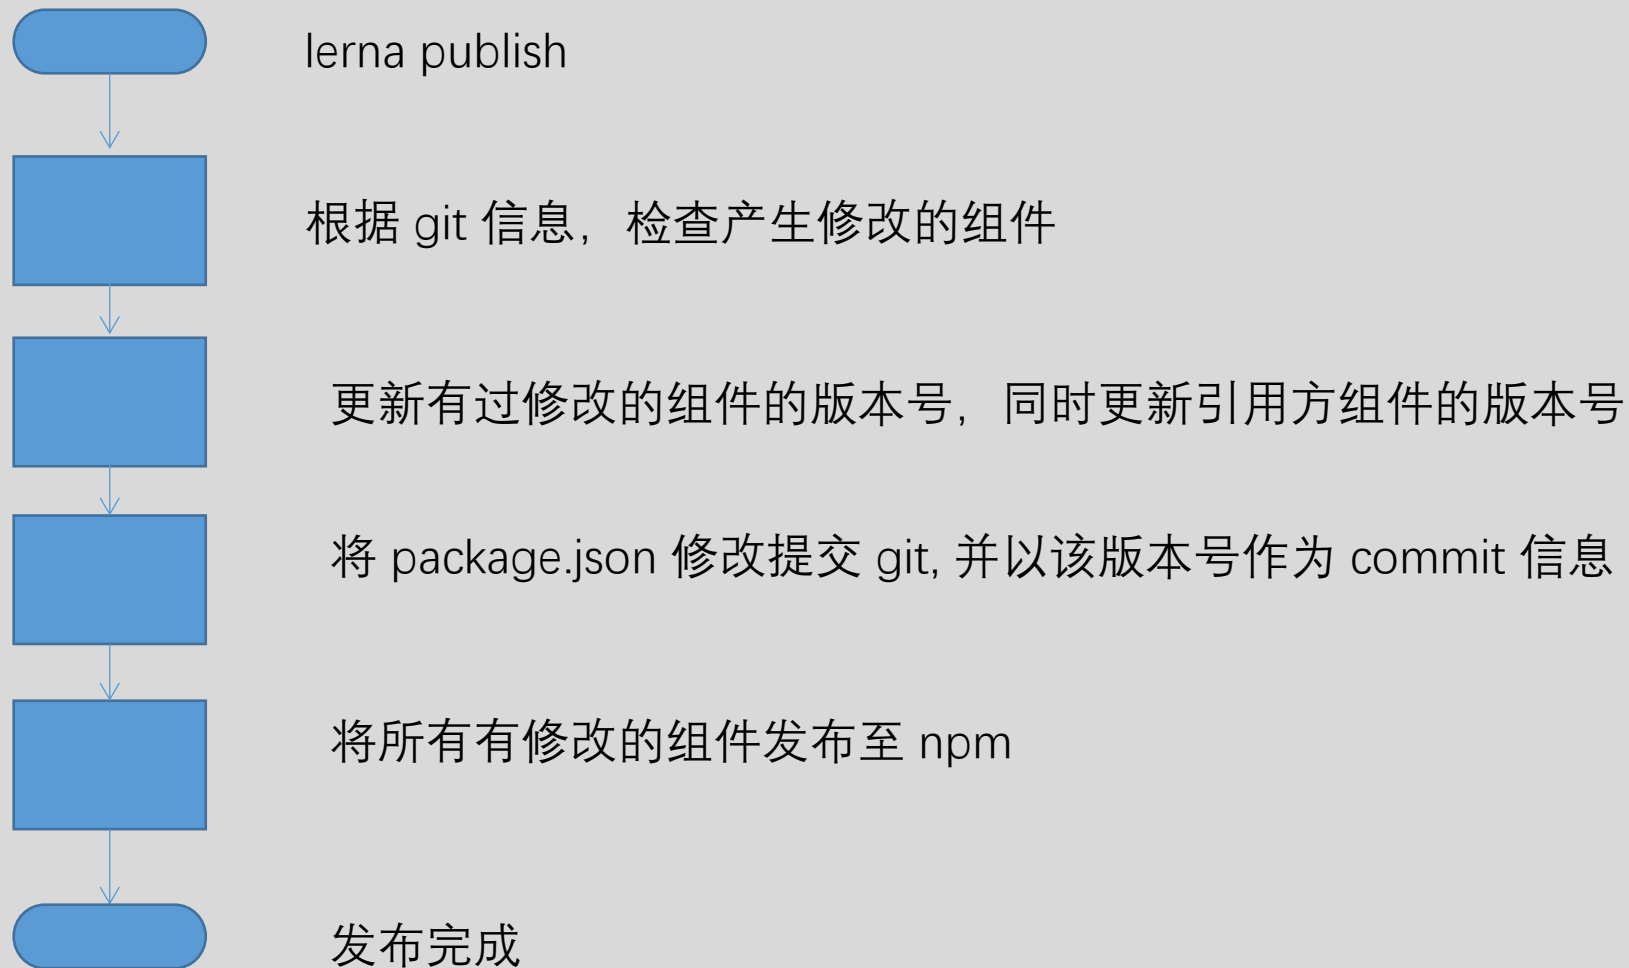 lerna publish
根据 git 信息，检查产生修改的组件
更新有过修改的组件的版本号，同时更新引用方组件的版本号
将 package.json 修改提交 git, 并以该版本号作为 commit 信息
将所有有修改的组件发布至 npm
发布完成